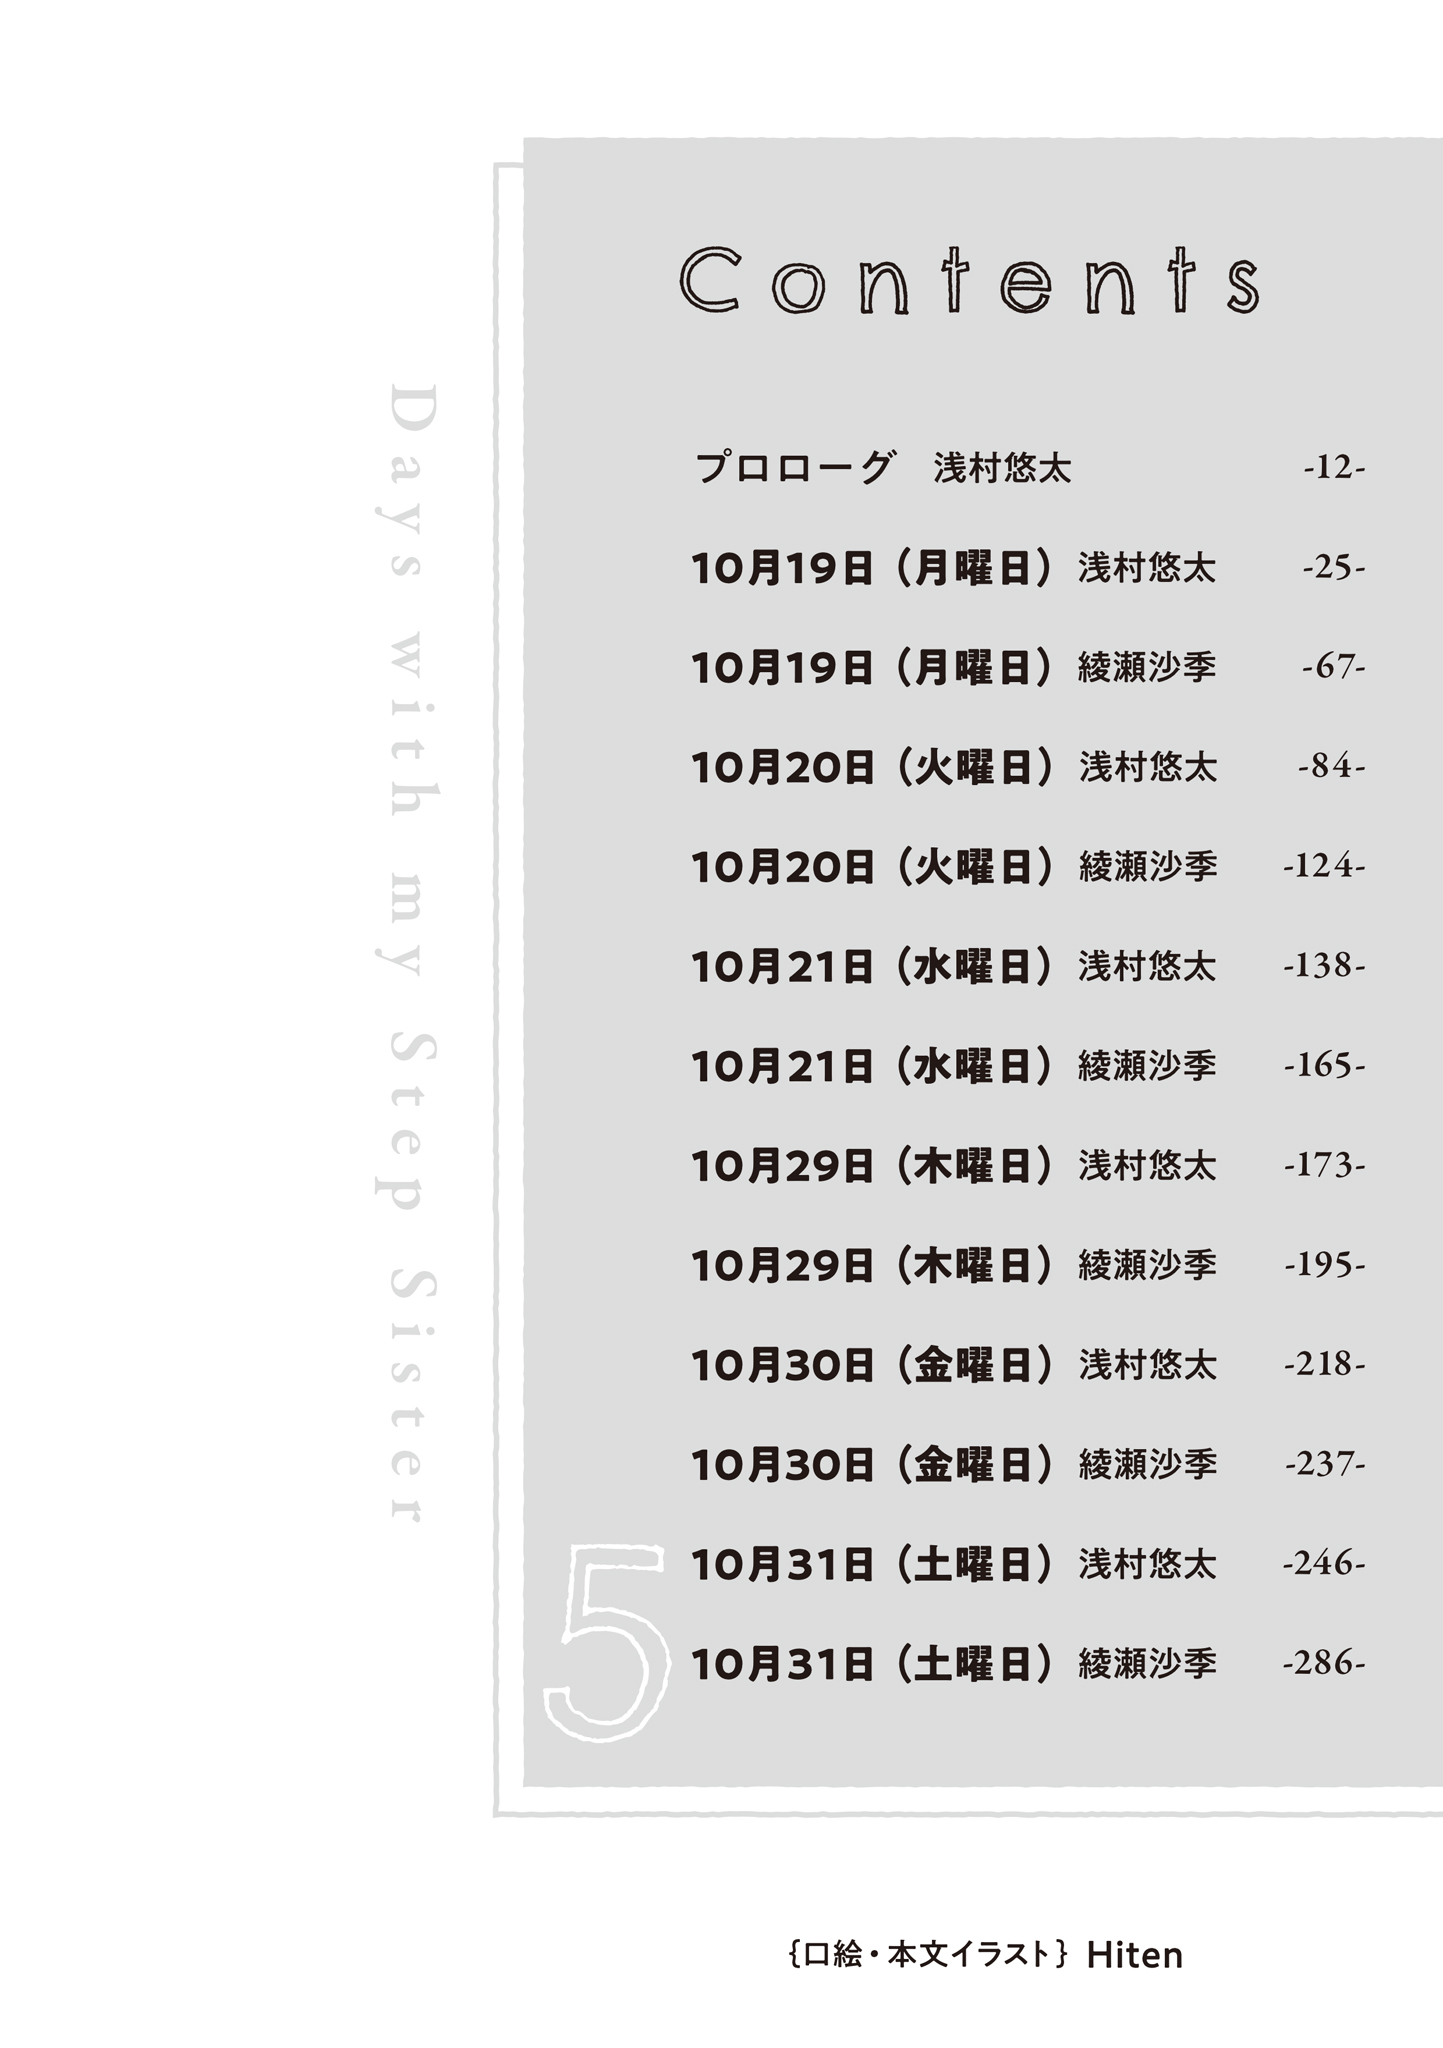 Contents
プロローグ　浅村悠太 -12-
10月19日（月曜日）浅村悠太 -25-
10月19日（月曜日）綾瀬沙季 -67-
10月20日（火曜日）浅村悠太 -84-
10月20日（火曜日）綾瀬沙季 -124-
10月21日（水曜日）浅村悠太 -138-
10月21日（水曜日）綾瀬沙季 -165-
10月29日（木曜日）浅村悠太 -173-
10月29日（木曜日）綾瀬沙季 -195-
10月30日（金曜日）浅村悠太 -218-
10月30日（金曜日）綾瀬沙季 -237-
10月31日（土曜日）浅村悠太 -246-
10月31日（土曜日）綾瀬沙季 -286-
5
Days with my Step Sister
{口絵・本文イラスト} Hiten